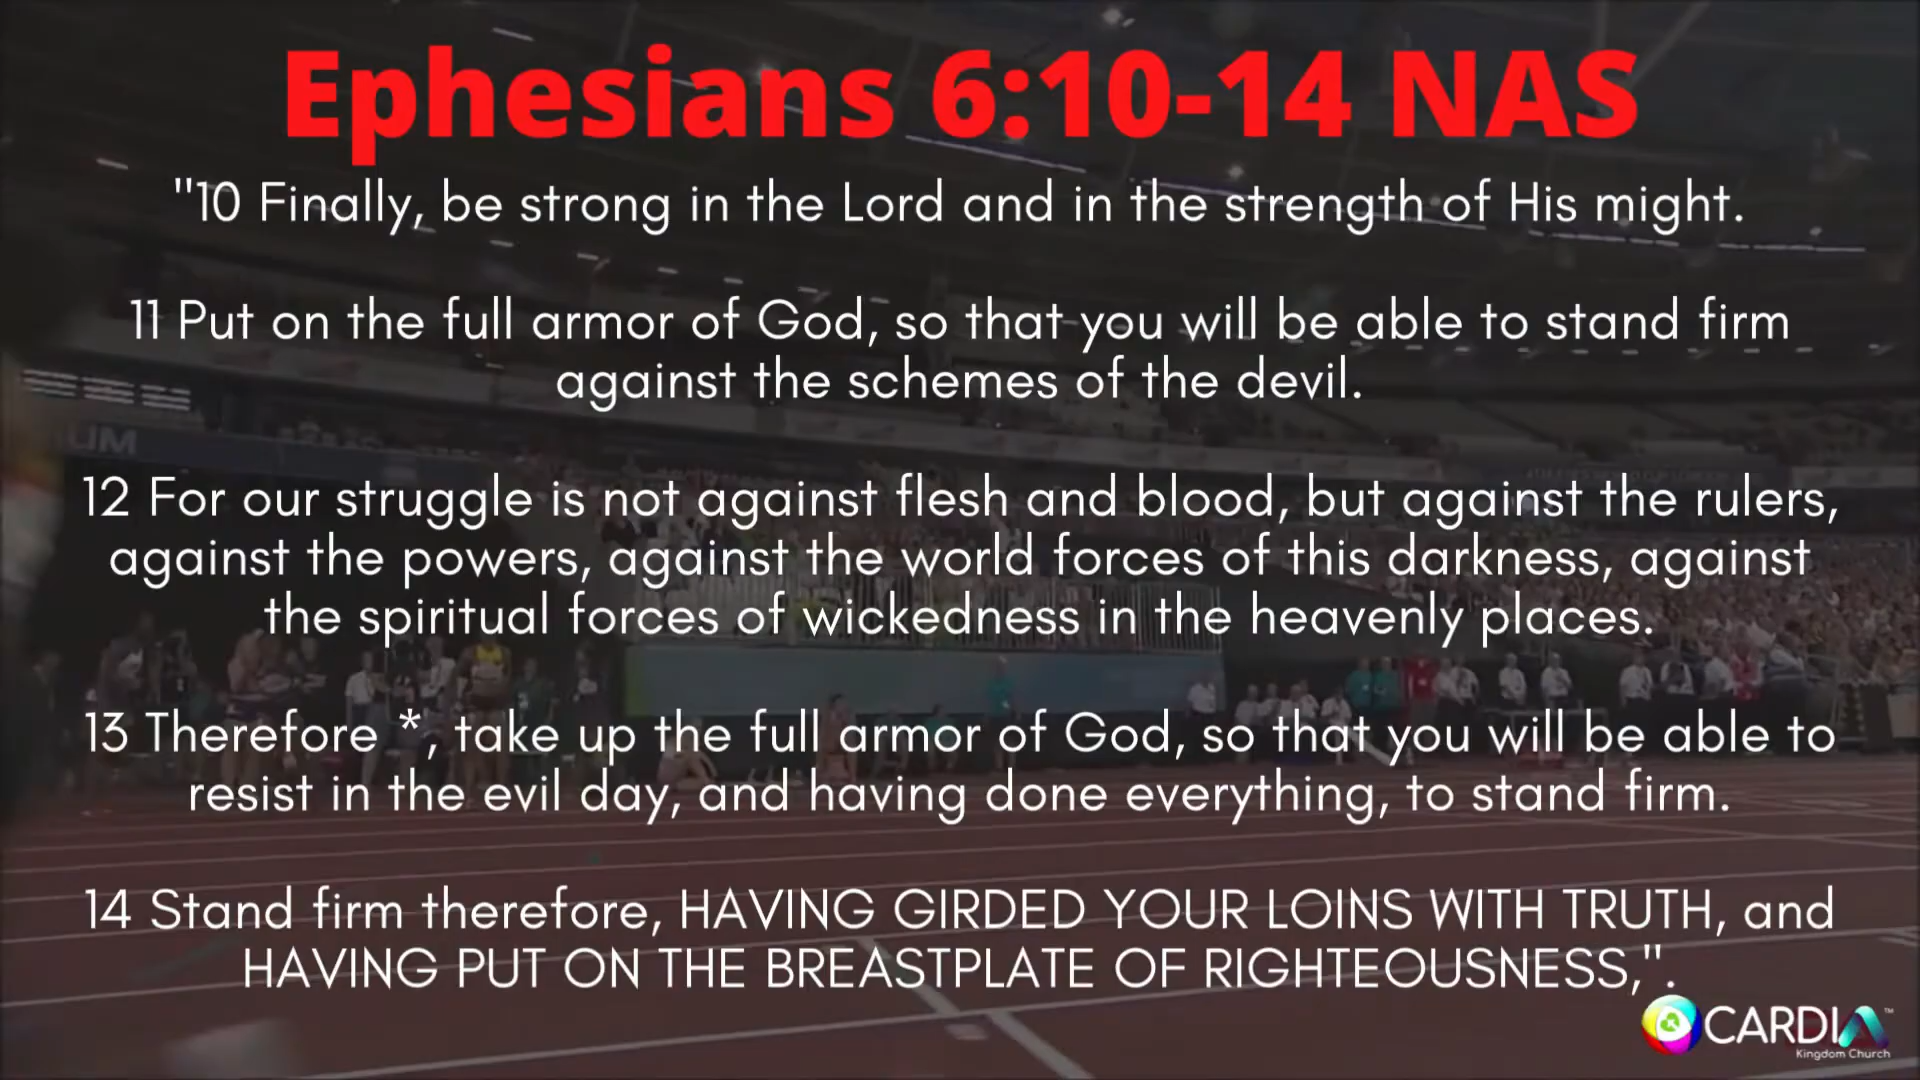 Ephesians 6:10-14 NAS
"10 Finally, be strong in the Lord and in the strength of His might.
11 Put on the full armor of God, so that you will be able to stand firm
against the schemes of the devil.
12 For our struggle is not against flesh and blood, but against the rulers,
against the powers, against the world forces of this darkness, against
the spiritual forces of wickedness in the heavenly places.
13 Therefore *, take up the full armor of God, so that you will be able to
resist in the evil day, and having done everything, to stand firm.
14 Stand firm therefore, HAVING GIRDED YOUR LOINS WITH TRUTH, and
HAVING PUT ON THE BREASTPLATE OF RIGHTEOUSNESS,".
CARDIA™
Kingdom Church